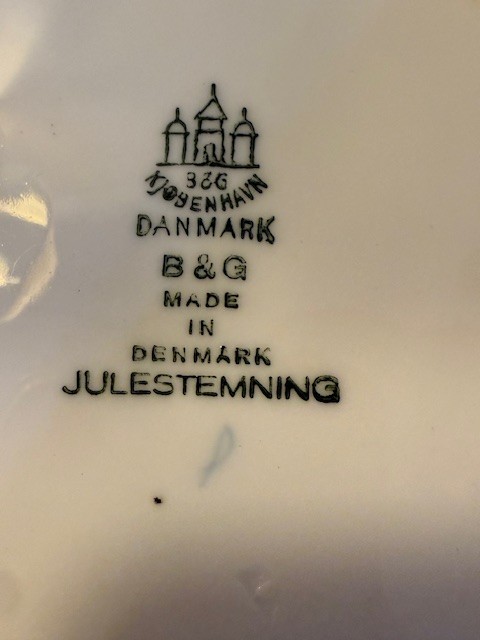 B&G
KJØBENHAVN
DANMARK
B & G
MADE
IN
DENMARK
JULESTEMNING